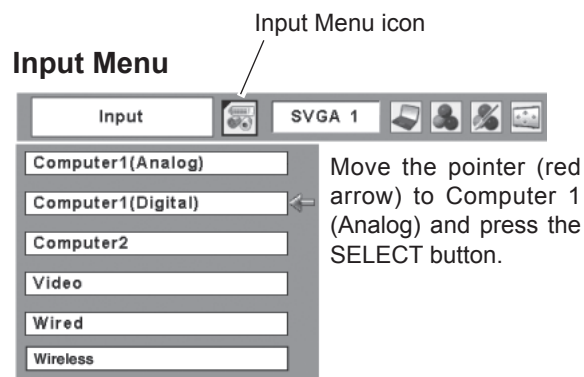 Input Menu icon
Input Menu
Input
SVGA 1
Computer1(Analog)
Computer1(Digital)
Computer2
Video
Wired
Wireless
Move the pointer (red
arrow) to Computer 1
(Analog) and press the
SELECT button.